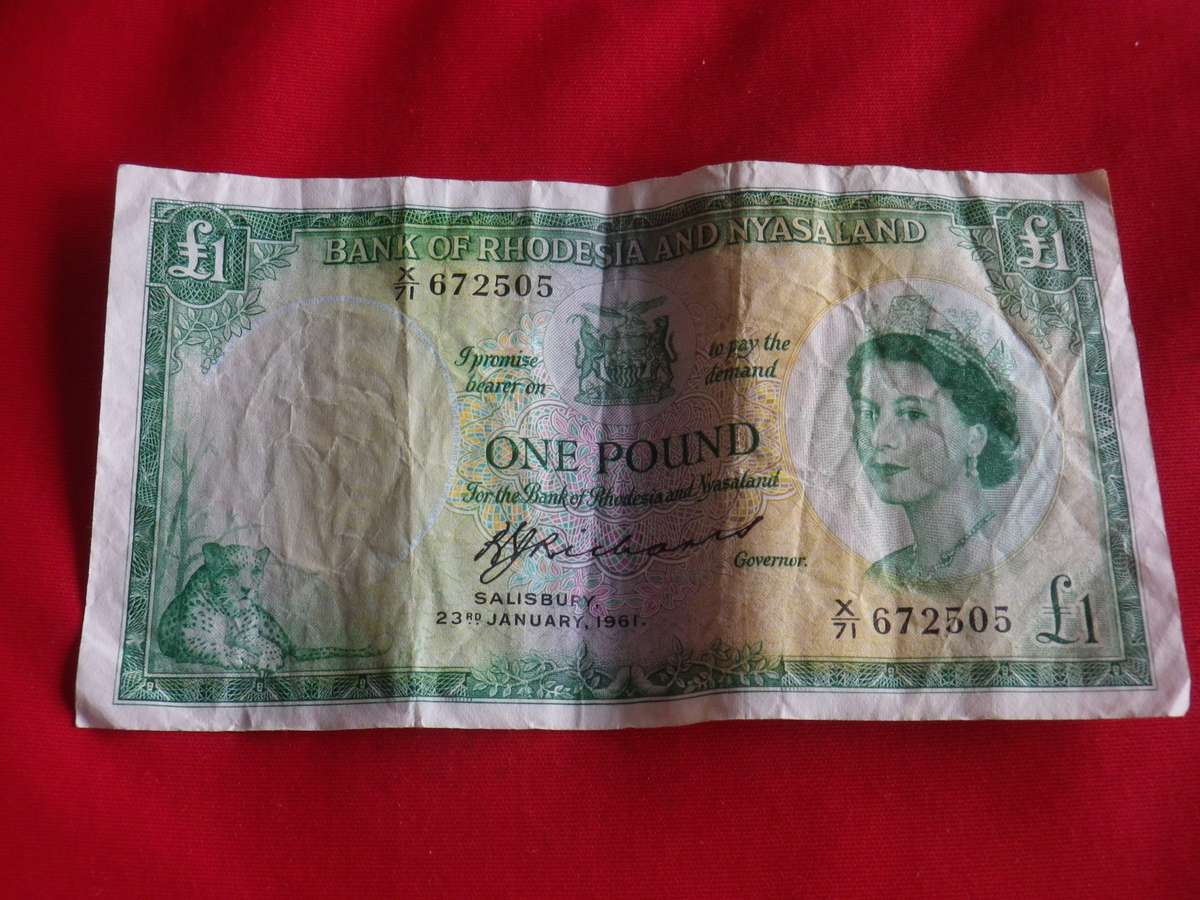 £1 BANK OF RHODESIA AND NYASALAND £1
X/71 672505
I promise to pay the
bearer on demand
ONE POUND
For the Bank of Rhodesia and Nyasaland
Governor.
SALISBURY,
23RD JANUARY, 1961.
X/71 672505 £1